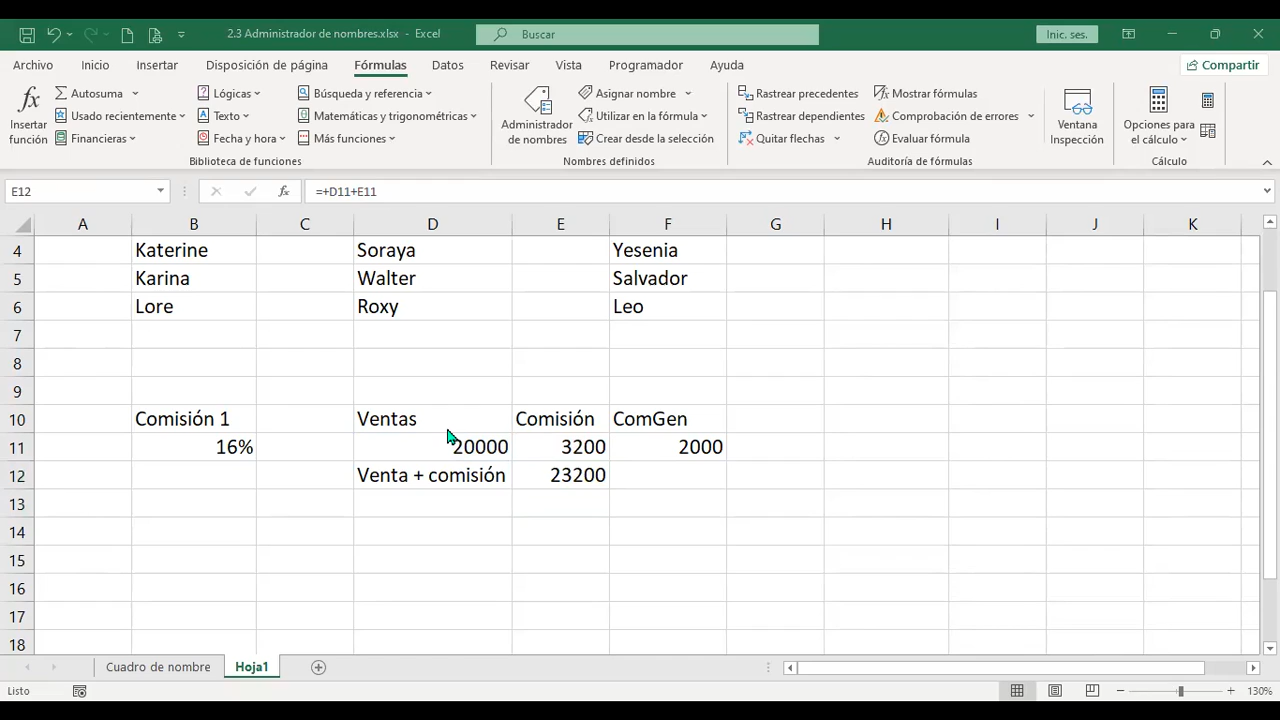 2.3 Administrador de nombres.xlsx - Excel
Buscar
Inic. ses.
Archivo Inicio Insertar Disposición de página Fórmulas Datos Revisar Vista Programador Ayuda
Compartir
Insertar función
Autosuma
Usado recientemente
Financieras
Lógicas
Texto
Fecha y hora
Búsqueda y referencia
Matemáticas y trigonométricas
Más funciones
Biblioteca de funciones
Administrador de nombres
Asignar nombre
Utilizar en la fórmula
Crear desde la selección
Nombres definidos
Rastrear precedentes
Rastrear dependientes
Quitar flechas
Mostrar fórmulas
Comprobación de errores
Evaluar fórmula
Auditoría de fórmulas
Ventana Inspección
Opciones para el cálculo
Cálculo
E12
fx
=+D11+E11
A B C D E F G H I J K
4 Katerine Soraya Yesenia
5 Karina Walter Salvador
6 Lore Roxy Leo
7
8
9
10 Comisión 1 Ventas Comisión ComGen
11 16% 20000 3200 2000
12 Venta + comisión 23200
13
14
15
16
17
18
Cuadro de nombre Hoja1
Listo
130%